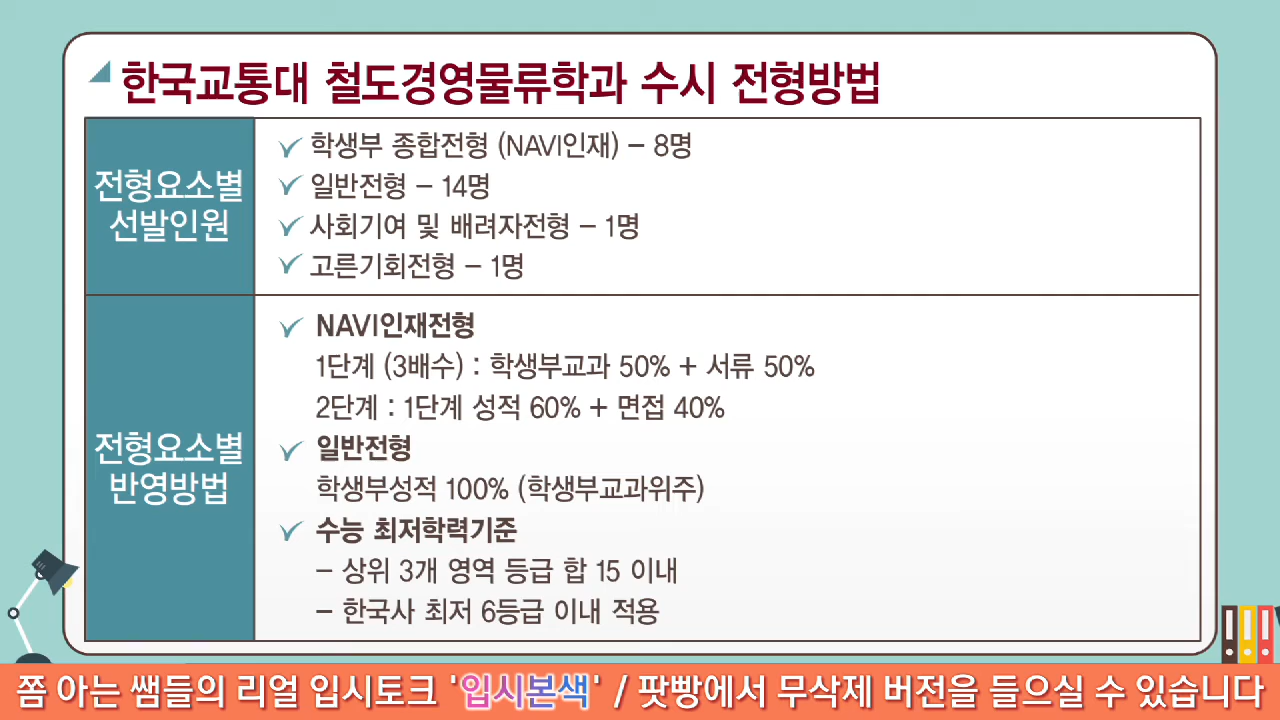 한국교통대 철도경영물류학과 수시 전형방법
전형요소별
선발인원
학생부 종합전형 (NAVI인재) – 8명
일반전형 – 14명
사회기여 및 배려자전형 – 1명
고른기회전형 – 1명
전형요소별
반영방법
NAVI인재전형
1단계 (3배수) : 학생부교과 50% + 서류 50%
2단계 : 1단계 성적 60% + 면접 40%
일반전형
학생부성적 100% (학생부교과위주)
수능 최저학력기준
– 상위 3개 영역 등급 합 15 이내
– 한국사 최저 6등급 이내 적용
쫌 아는 쌤들의 리얼 입시토크 '입시본색' / 팟빵에서 무삭제 버전을 들으실 수 있습니다